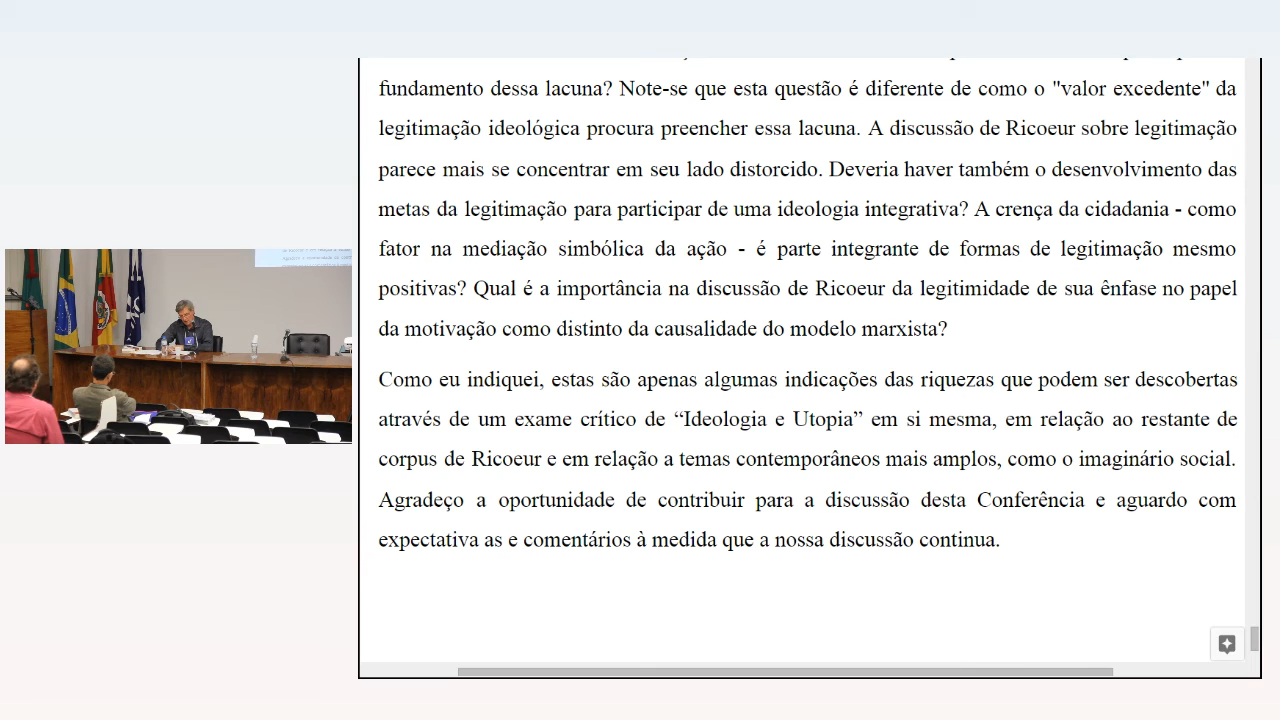 fundamento dessa lacuna? Note-se que esta questão é diferente de como o "valor excedente" da
legitimação ideológica procura preencher essa lacuna. A discussão de Ricoeur sobre legitimação
parece mais se concentrar em seu lado distorcido. Deveria haver também o desenvolvimento das
metas da legitimação para participar de uma ideologia integrativa? A crença da cidadania - como
fator na mediação simbólica da ação - é parte integrante de formas de legitimação mesmo
positivas? Qual é a importância na discussão de Ricoeur da legitimidade de sua ênfase no papel
da motivação como distinto da causalidade do modelo marxista?
Como eu indiquei, estas são apenas algumas indicações das riquezas que podem ser descobertas
através de um exame crítico de “Ideologia e Utopia” em si mesma, em relação ao restante de
corpus de Ricoeur e em relação a temas contemporâneos mais amplos, como o imaginário social.
Agradeço a oportunidade de contribuir para a discussão desta Conferência e aguardo com
expectativa as e comentários à medida que a nossa discussão continua.